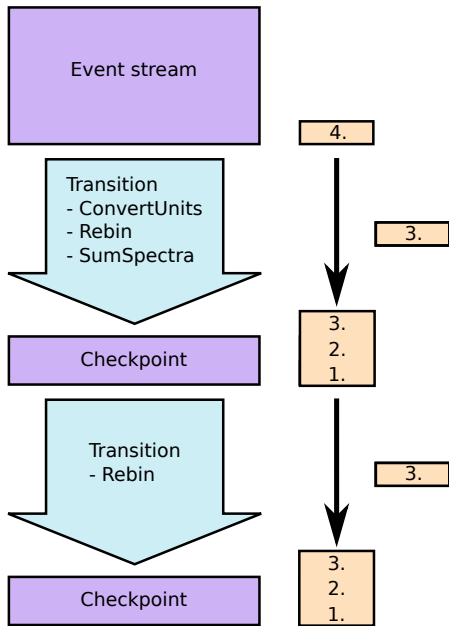 Event stream
4.
Transition
- ConvertUnits
- Rebin
- SumSpectra
3.
3.
2.
1.
Checkpoint
Transition
- Rebin
3.
3.
2.
1.
Checkpoint